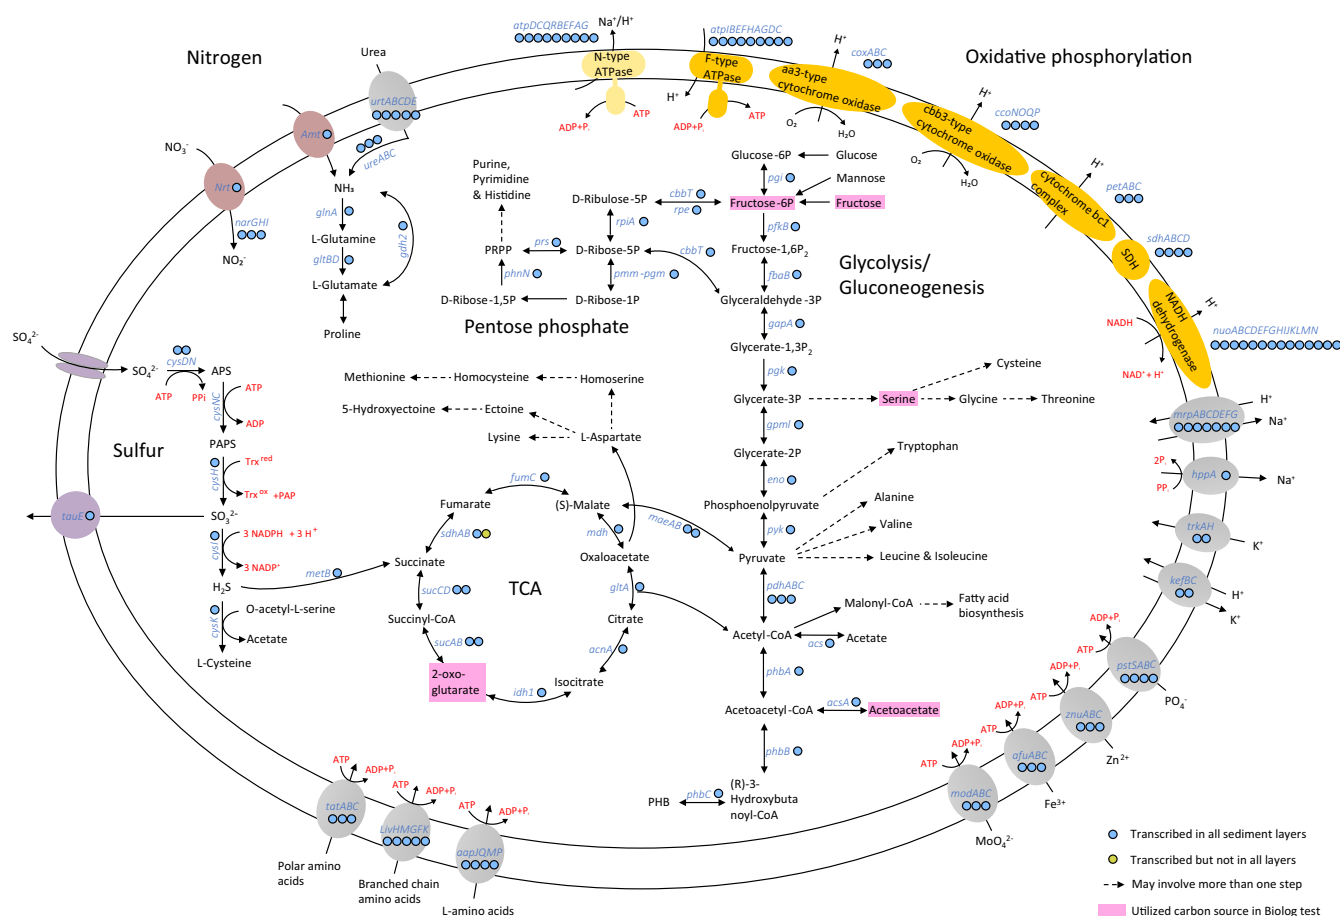 Nitrogen
Oxidative phosphorylation
Glycolysis/
Gluconeogenesis
Pentose phosphate
Sulfur
TCA
atpDCQRBEFAG
Na⁺/H⁺
N-type
ATPase
ADP+Pᵢ
ATP
atpIBEFHAGDC
F-type
ATPase
H⁺
ADP+Pᵢ
ATP
H⁺
coxABC
aa3-type
cytochrome oxidase
O₂
H₂O
H⁺
ccoNOQP
cbb3-type
cytochrome oxidase
O₂
H₂O
H⁺
petABC
cytochrome bc1
complex
sdhABCD
SDH
NADH
dehydrogenase
NADH
NAD⁺ + H⁺
H⁺
nuoABCDEFGHIJKLMN
Urea
urtABCDE
ureABC
Amt
NO₃⁻
Nrt
narGHI
NO₂⁻
NH₃
glnA
L-Glutamine
gltBD
gdh2
L-Glutamate
Proline
Purine,
Pyrimidine
& Histidine
PRPP
prs
phnN
D-Ribose-1,5P
D-Ribulose-5P
rpiA
D-Ribose-5P
pmm-pgm
D-Ribose-1P
cbbT
rpe
cbbT
Glucose-6P
Glucose
pgi
Mannose
Fructose-6P
Fructose
pfkB
Fructose-1,6P₂
fbaB
Glyceraldehyde-3P
gapA
Glycerate-1,3P₂
pgk
Glycerate-3P
gpmI
Glycerate-2P
eno
Phosphoenolpyruvate
pyk
Pyruvate
pdhABC
Acetyl-CoA
phbA
Acetoacetyl-CoA
phbB
(R)-3-
Hydroxybuta
noyl-CoA
phbC
PHB
acsA
Acetoacetate
acs
Acetate
Malonyl-CoA
Fatty acid
biosynthesis
Serine
Cysteine
Glycine
Threonine
Tryptophan
Alanine
Valine
Leucine & Isoleucine
Methionine
Homocysteine
Homoserine
5-Hydroxyectoine
Ectoine
Lysine
L-Aspartate
fumC
Fumarate
(S)-Malate
maeAB
sdhAB
mdh
Succinate
Oxaloacetate
sucCD
gltA
Succinyl-CoA
Citrate
sucAB
acnA
2-oxo-
glutarate
idh1
Isocitrate
SO₄²⁻
SO₄²⁻
cysDN
APS
ATP
PPi
cysNC
ATP
ADP
PAPS
cysH
Trx red
Trx ox +PAP
tauE
SO₃²⁻
cysI
3 NADPH + 3 H⁺
3 NADP⁺
H₂S
metB
cysK
O-acetyl-L-serine
Acetate
L-Cysteine
mrpABCDEFG
H⁺
Na⁺
hppA
2Pᵢ
PPᵢ
Na⁺
trkAH
K⁺
kefBC
H⁺
K⁺
pstSABC
ATP
ADP+Pᵢ
PO₄⁻
znuABC
ATP
ADP+Pᵢ
Zn²⁺
afuABC
ATP
ADP+Pᵢ
Fe³⁺
modABC
ATP
ADP+Pᵢ
MoO₄²⁻
tatABC
ATP
ADP+Pᵢ
Polar amino
acids
LivHMGFK
ATP
ADP+Pᵢ
Branched chain
amino acids
aapJQMP
ATP
ADP+Pᵢ
L-amino acids
Transcribed in all sediment layers
Transcribed but not in all layers
May involve more than one step
Utilized carbon source in Biolog test